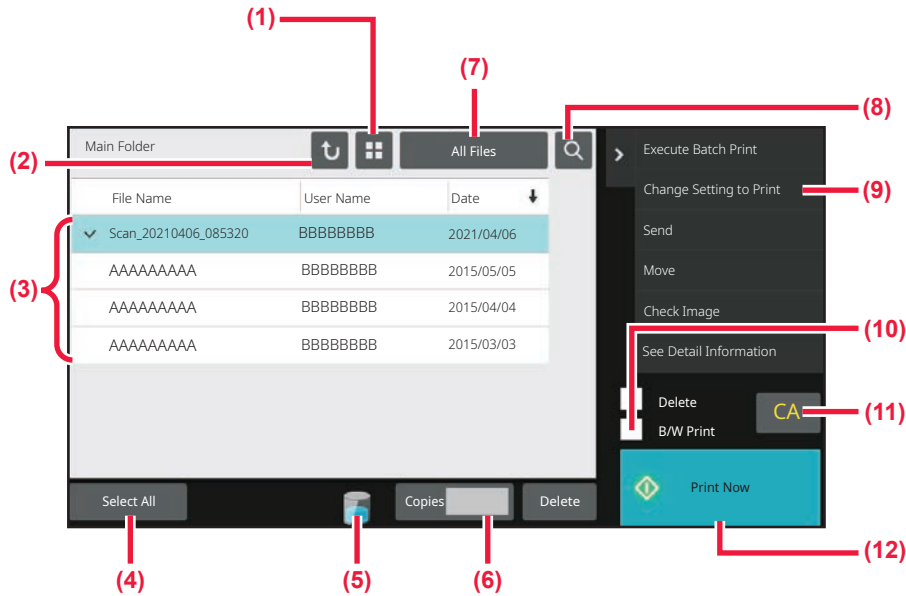 (1)
(7)
(8)
(2)
Main Folder
All Files
Execute Batch Print
File Name User Name Date
Change Setting to Print
(9)
(3)
Scan_20210406_085320 BBBBBBBB 2021/04/06
Send
AAAAAAAAA BBBBBBBB 2015/05/05
Move
AAAAAAAAA BBBBBBBB 2015/04/04
Check Image
(10)
AAAAAAAAA BBBBBBBB 2015/03/03
See Detail Information
Delete
CA
(11)
B/W Print
Select All
Copies
Delete
Print Now
(12)
(4)
(5)
(6)